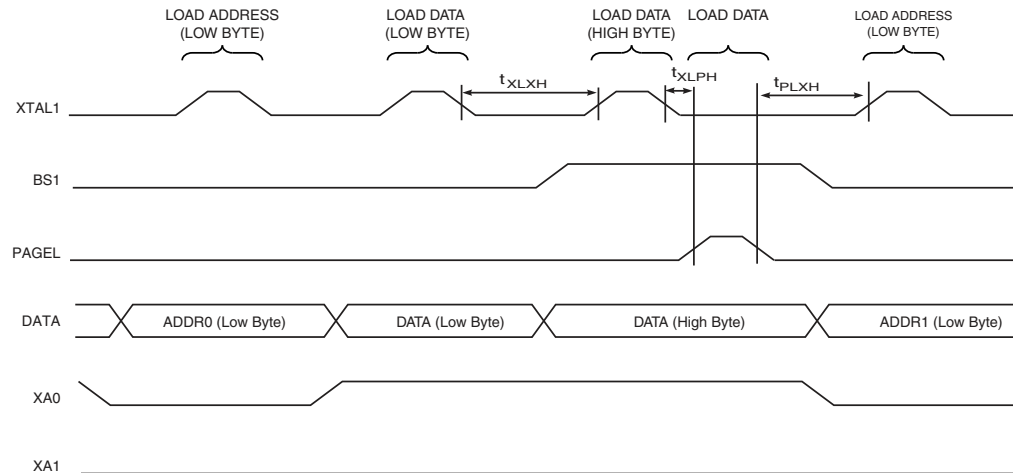 LOAD ADDRESS
(LOW BYTE)
LOAD DATA
(LOW BYTE)
LOAD DATA
(HIGH BYTE)
LOAD DATA
LOAD ADDRESS
(LOW BYTE)
tXLXH
tXLPH
tPLXH
XTAL1
BS1
PAGEL
DATA
ADDR0 (Low Byte)
DATA (Low Byte)
DATA (High Byte)
ADDR1 (Low Byte)
XA0
XA1